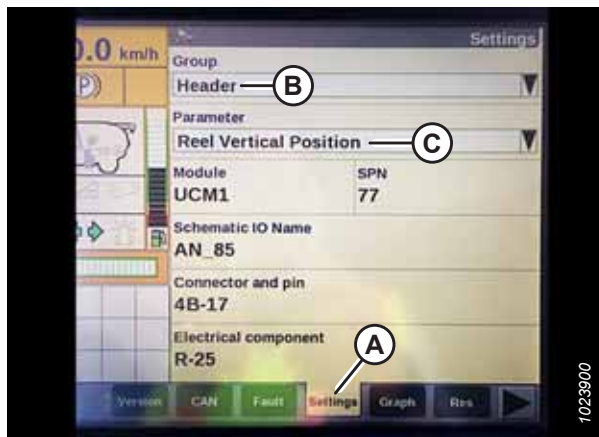 0.0 km/h
Settings
(P)
Group
Header
B
Parameter
Reel Vertical Position
C
Module
SPN
UCM1
77
Schematic IO Name
AN_85
Connector and pin
4B-17
Electrical component
R-25
A
Version CAN Fault Settings Graph Res
1023900